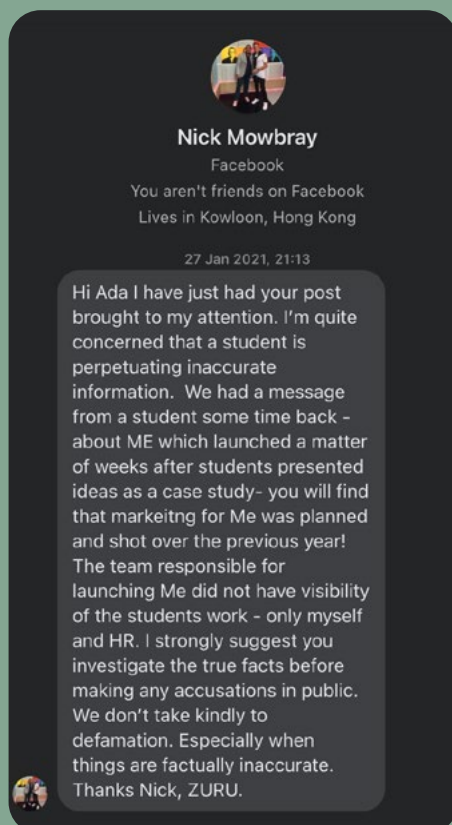 Nick Mowbray
Facebook
You aren't friends on Facebook
Lives in Kowloon, Hong Kong
27 Jan 2021, 21:13
Hi Ada I have just had your post
brought to my attention. I'm quite
concerned that a student is
perpetuating inaccurate
information.  We had a message
from a student some time back -
about ME which launched a matter
of weeks after students presented
ideas as a case study- you will find
that markeitng for Me was planned
and shot over the previous year!
The team responsible for
launching Me did not have visibility
of the students work - only myself
and HR. I strongly suggest you
investigate the true facts before
making any accusations in public.
We don't take kindly to
defamation. Especially when
things are factually inaccurate.
Thanks Nick, ZURU.